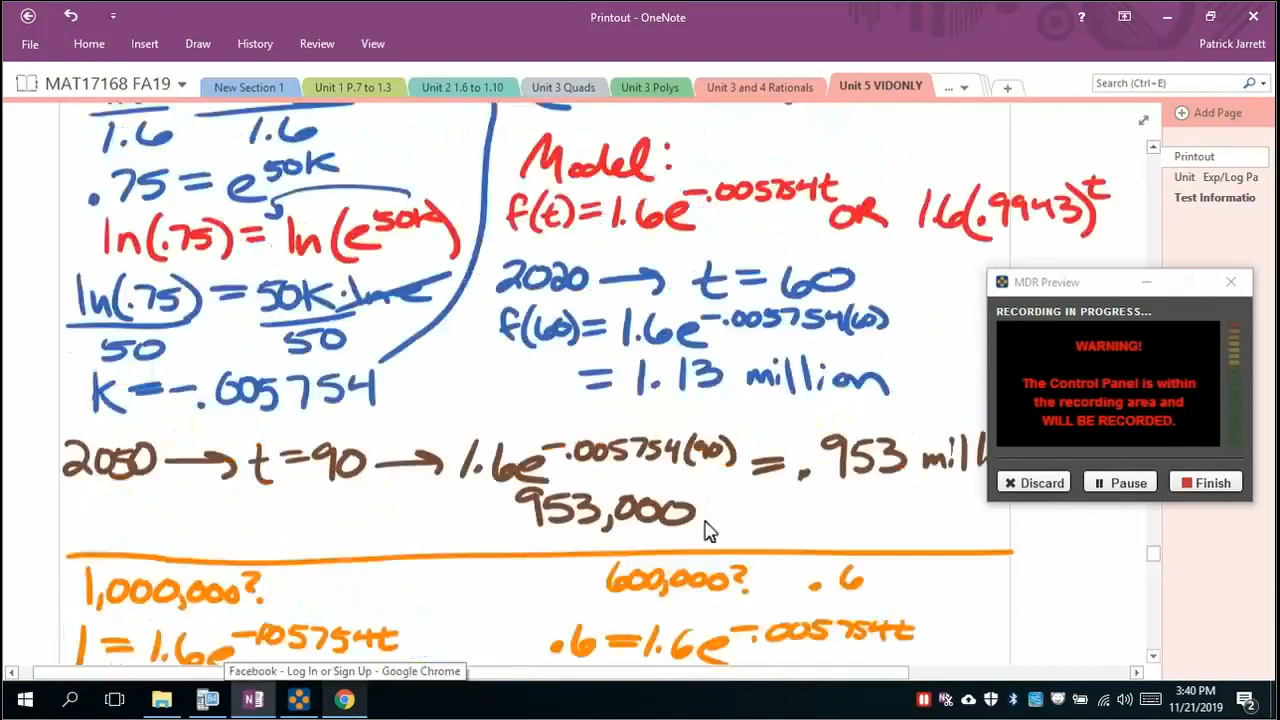 Printout - OneNote
File Home Insert Draw History Review View
Patrick Jarrett
MAT17168 FA19
New Section 1
Unit 1 P.7 to 1.3
Unit 2 1.6 to 1.10
Unit 3 Quads
Unit 3 Polys
Unit 3 and 4 Rationals
Unit 5 VIDONLY
...
Search (Ctrl+E)
Add Page
Printout
Unit Exp/Log Pa
Test Informatio
1.6 1.6
.75 = e^50K
ln(.75) = ln(e^50K)
ln(.75) = 50K·lne
50 50
K = -.005754
Model:
f(t) = 1.6e^-.005754t OR 1.6(.9943)^t
2020 → t = 60
f(60) = 1.6e^-.005754(60)
= 1.13 million
2050 → t = 90 → 1.6e^-.005754(90) = .953 mill
953,000
1,000,000?
1 = 1.6e^-.005754t
600,000? .6
.6 = 1.6e^-.005754t
MDR Preview
RECORDING IN PROGRESS...
WARNING!
The Control Panel is within
the recording area and
WILL BE RECORDED.
Discard Pause Finish
Facebook - Log In or Sign Up - Google Chrome
3:40 PM
11/21/2019
2